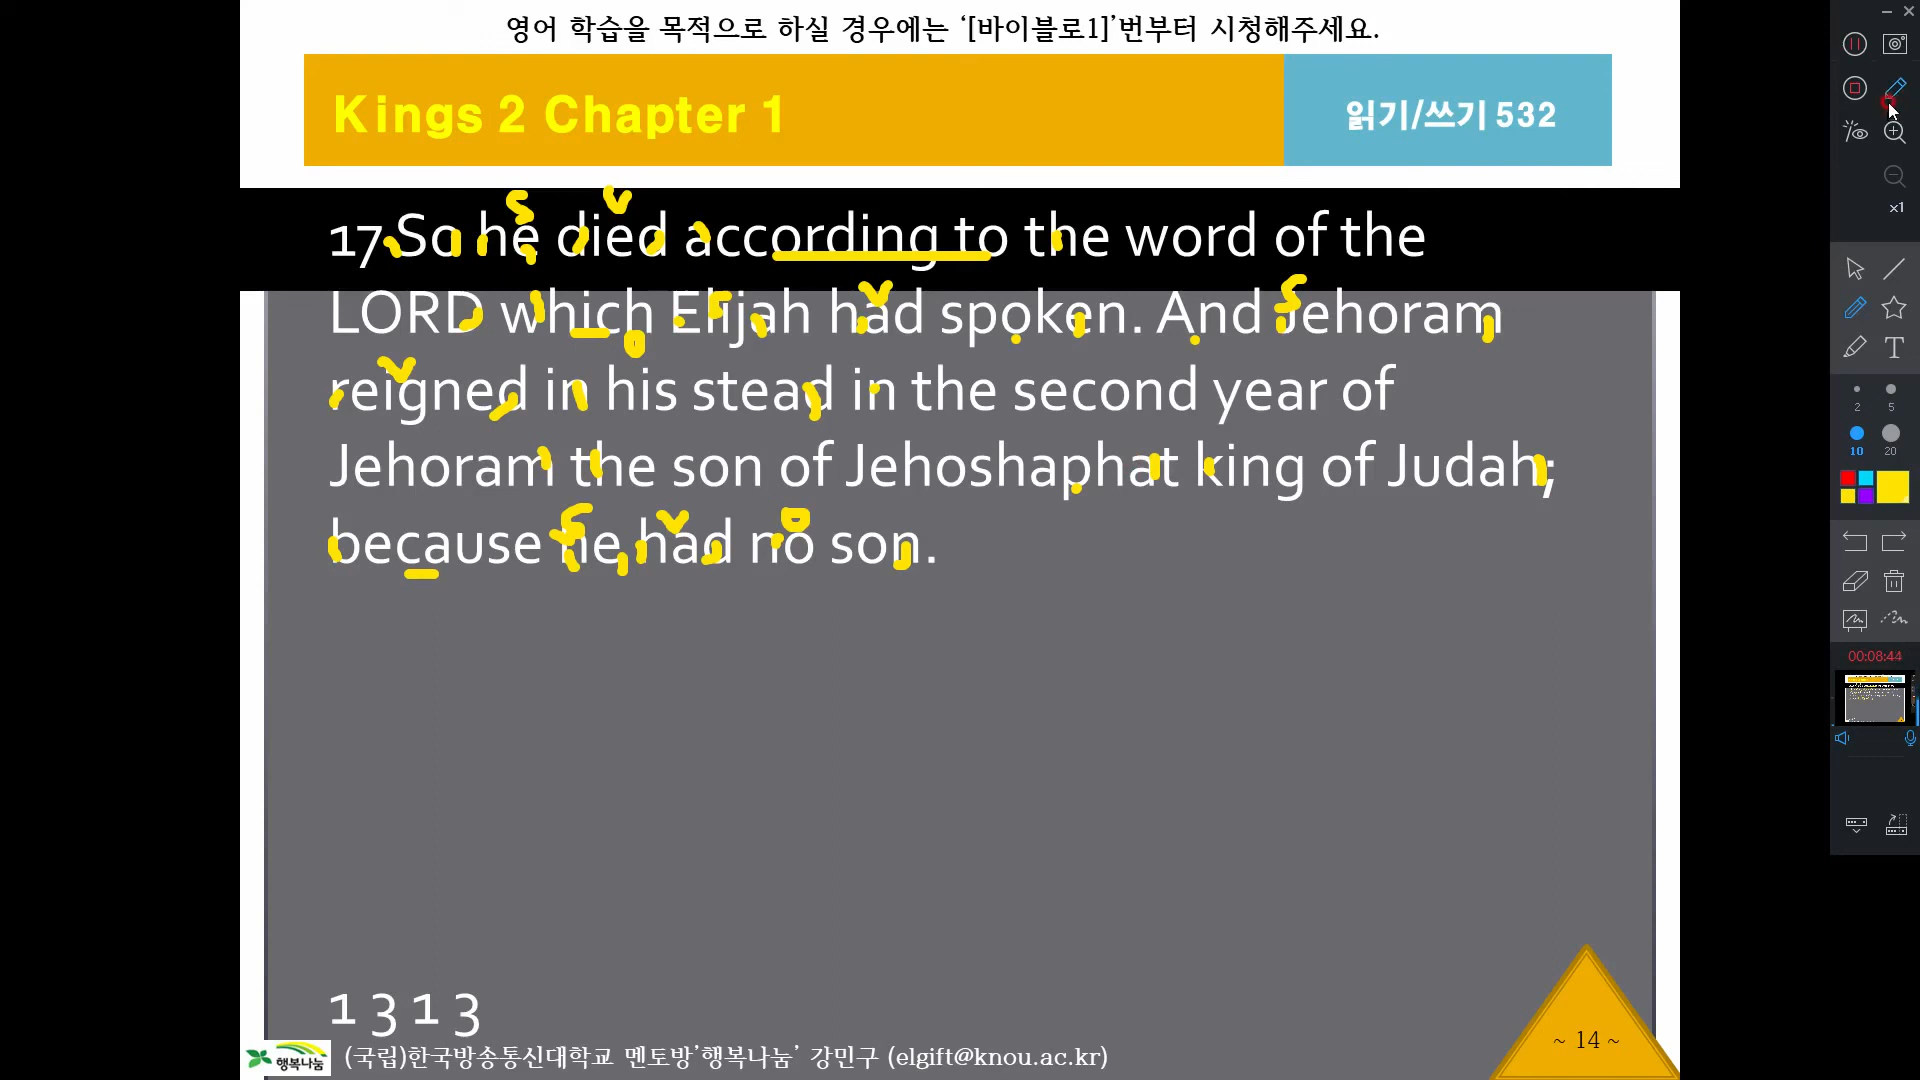 영어 학습을 목적으로 하실 경우에는 ‘[바이블로1]’번부터 시청해주세요.
Kings 2 Chapter 1
읽기/쓰기 532
17 So he died according to the word of the
LORD which Elijah had spoken. And Jehoram
reigned in his stead in the second year of
Jehoram the son of Jehoshaphat king of Judah;
because he had no son.
1 3 1 3
행복나눔
(국립)한국방송통신대학교 멘토방’행복나눔’ 강민구 (elgift@knou.ac.kr)
~ 14 ~
x1
T
2 5
10 20
00:08:44